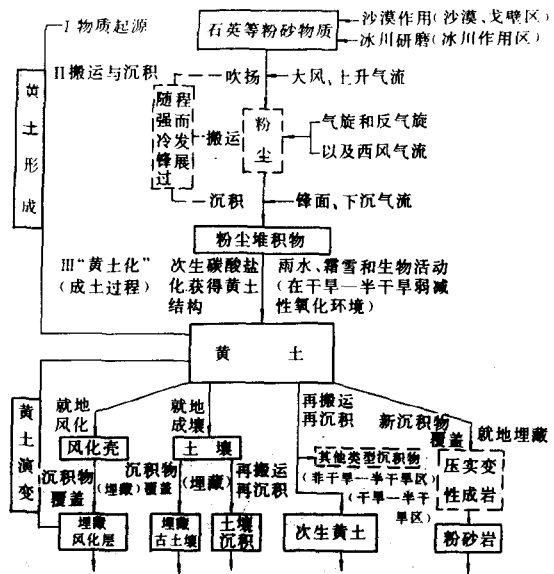 I 物质起源
石英等粉砂物质
沙漠作用(沙漠、戈壁区)
冰川研磨(冰川作用区)
II 搬运与沉积
吹扬
大风、上升气流
随程
强而
冷发
锋展
过
搬运
粉
尘
气旋和反气旋
以及西风气流
沉积
锋面、下沉气流
黄
土
形
成
粉尘堆积物
III “黄土化”
(成土过程)
次生碳酸盐
化.获得黄土
结构
雨水、霜雪和生物活动
(在干旱—半干旱弱减
性氧化环境)
黄 土
黄
土
演
变
就地
风化
就地
成壤
再搬运
再沉积
新沉积物
覆盖
就地埋藏
风化壳
土 壤
其他类型沉积物
(非干旱—半干旱区)
(干旱—半干
旱区)
压实变
性成岩
沉积物
覆盖
沉积物
(埋藏)覆盖
(埋藏)
再搬运
再沉积
埋藏
风化层
埋藏
古土壤
土壤
沉积
次生黄土
粉砂岩